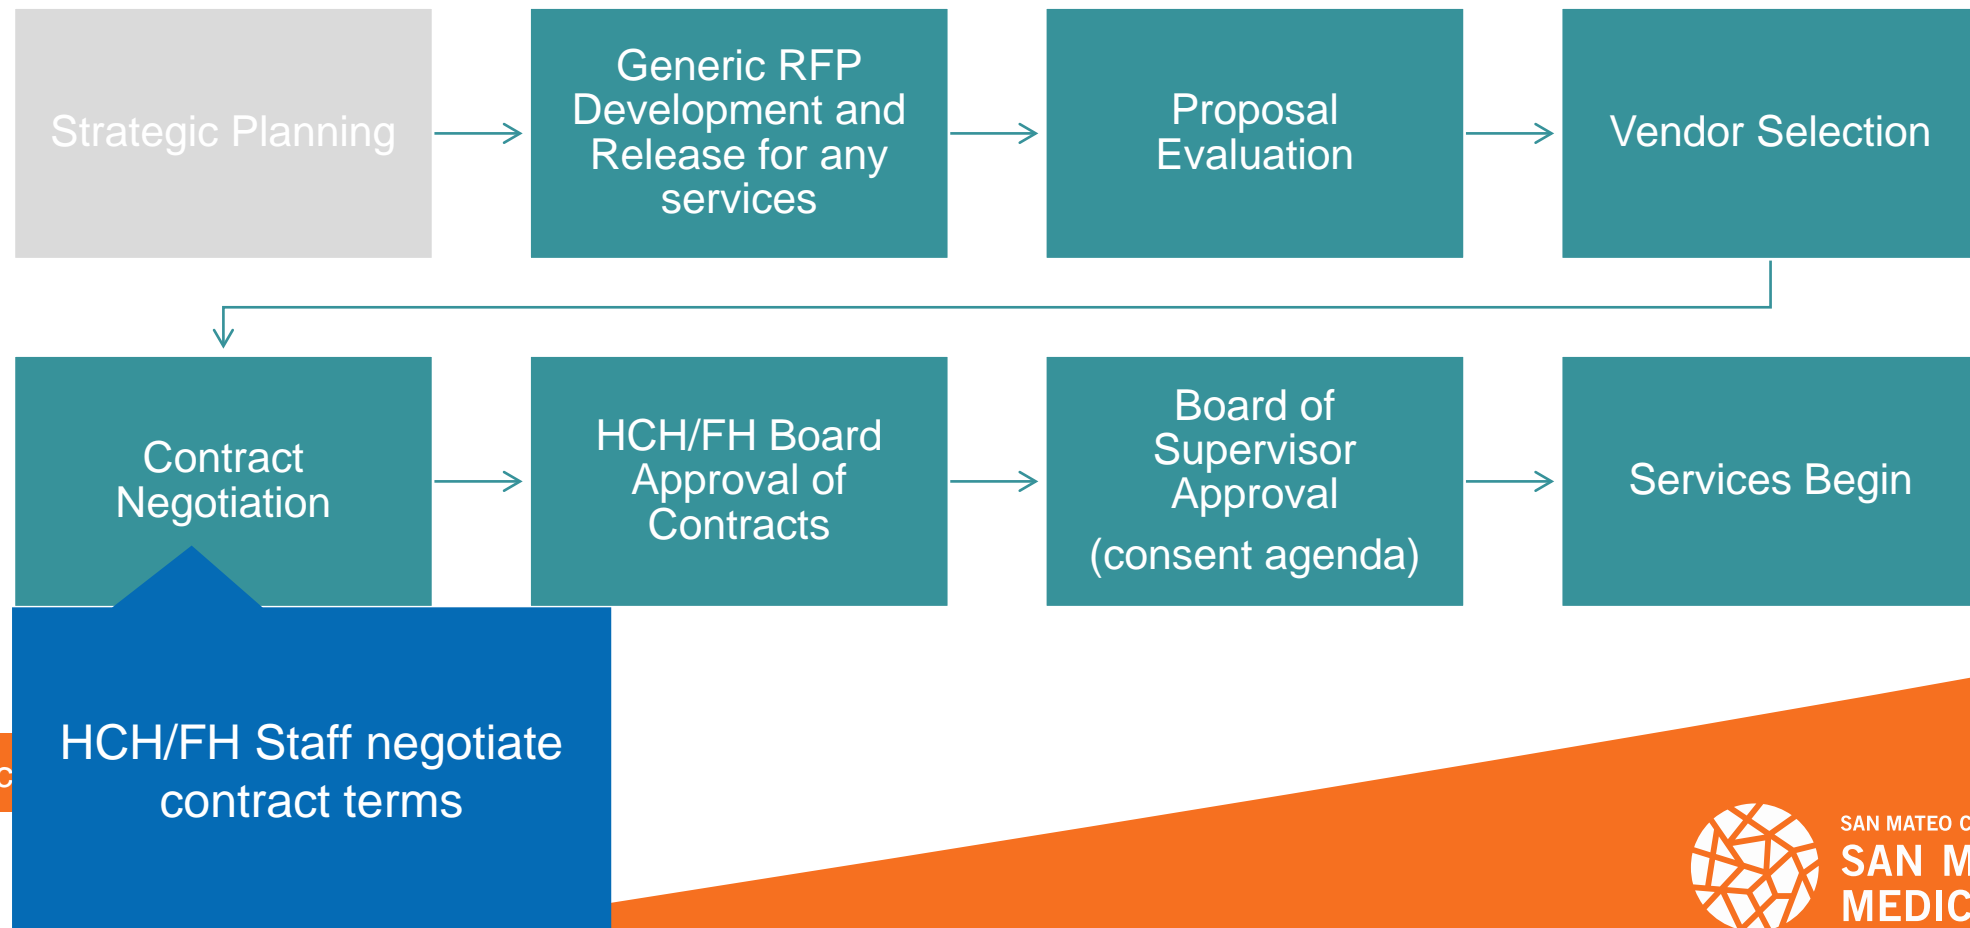 Strategic Planning
Generic RFP
Development and
Release for any
services
Proposal
Evaluation
Vendor Selection
Contract
Negotiation
HCH/FH Board
Approval of
Contracts
Board of
Supervisor
Approval
(consent agenda)
Services Begin
HCH/FH Staff negotiate
contract terms
SAN MATEO
SAN